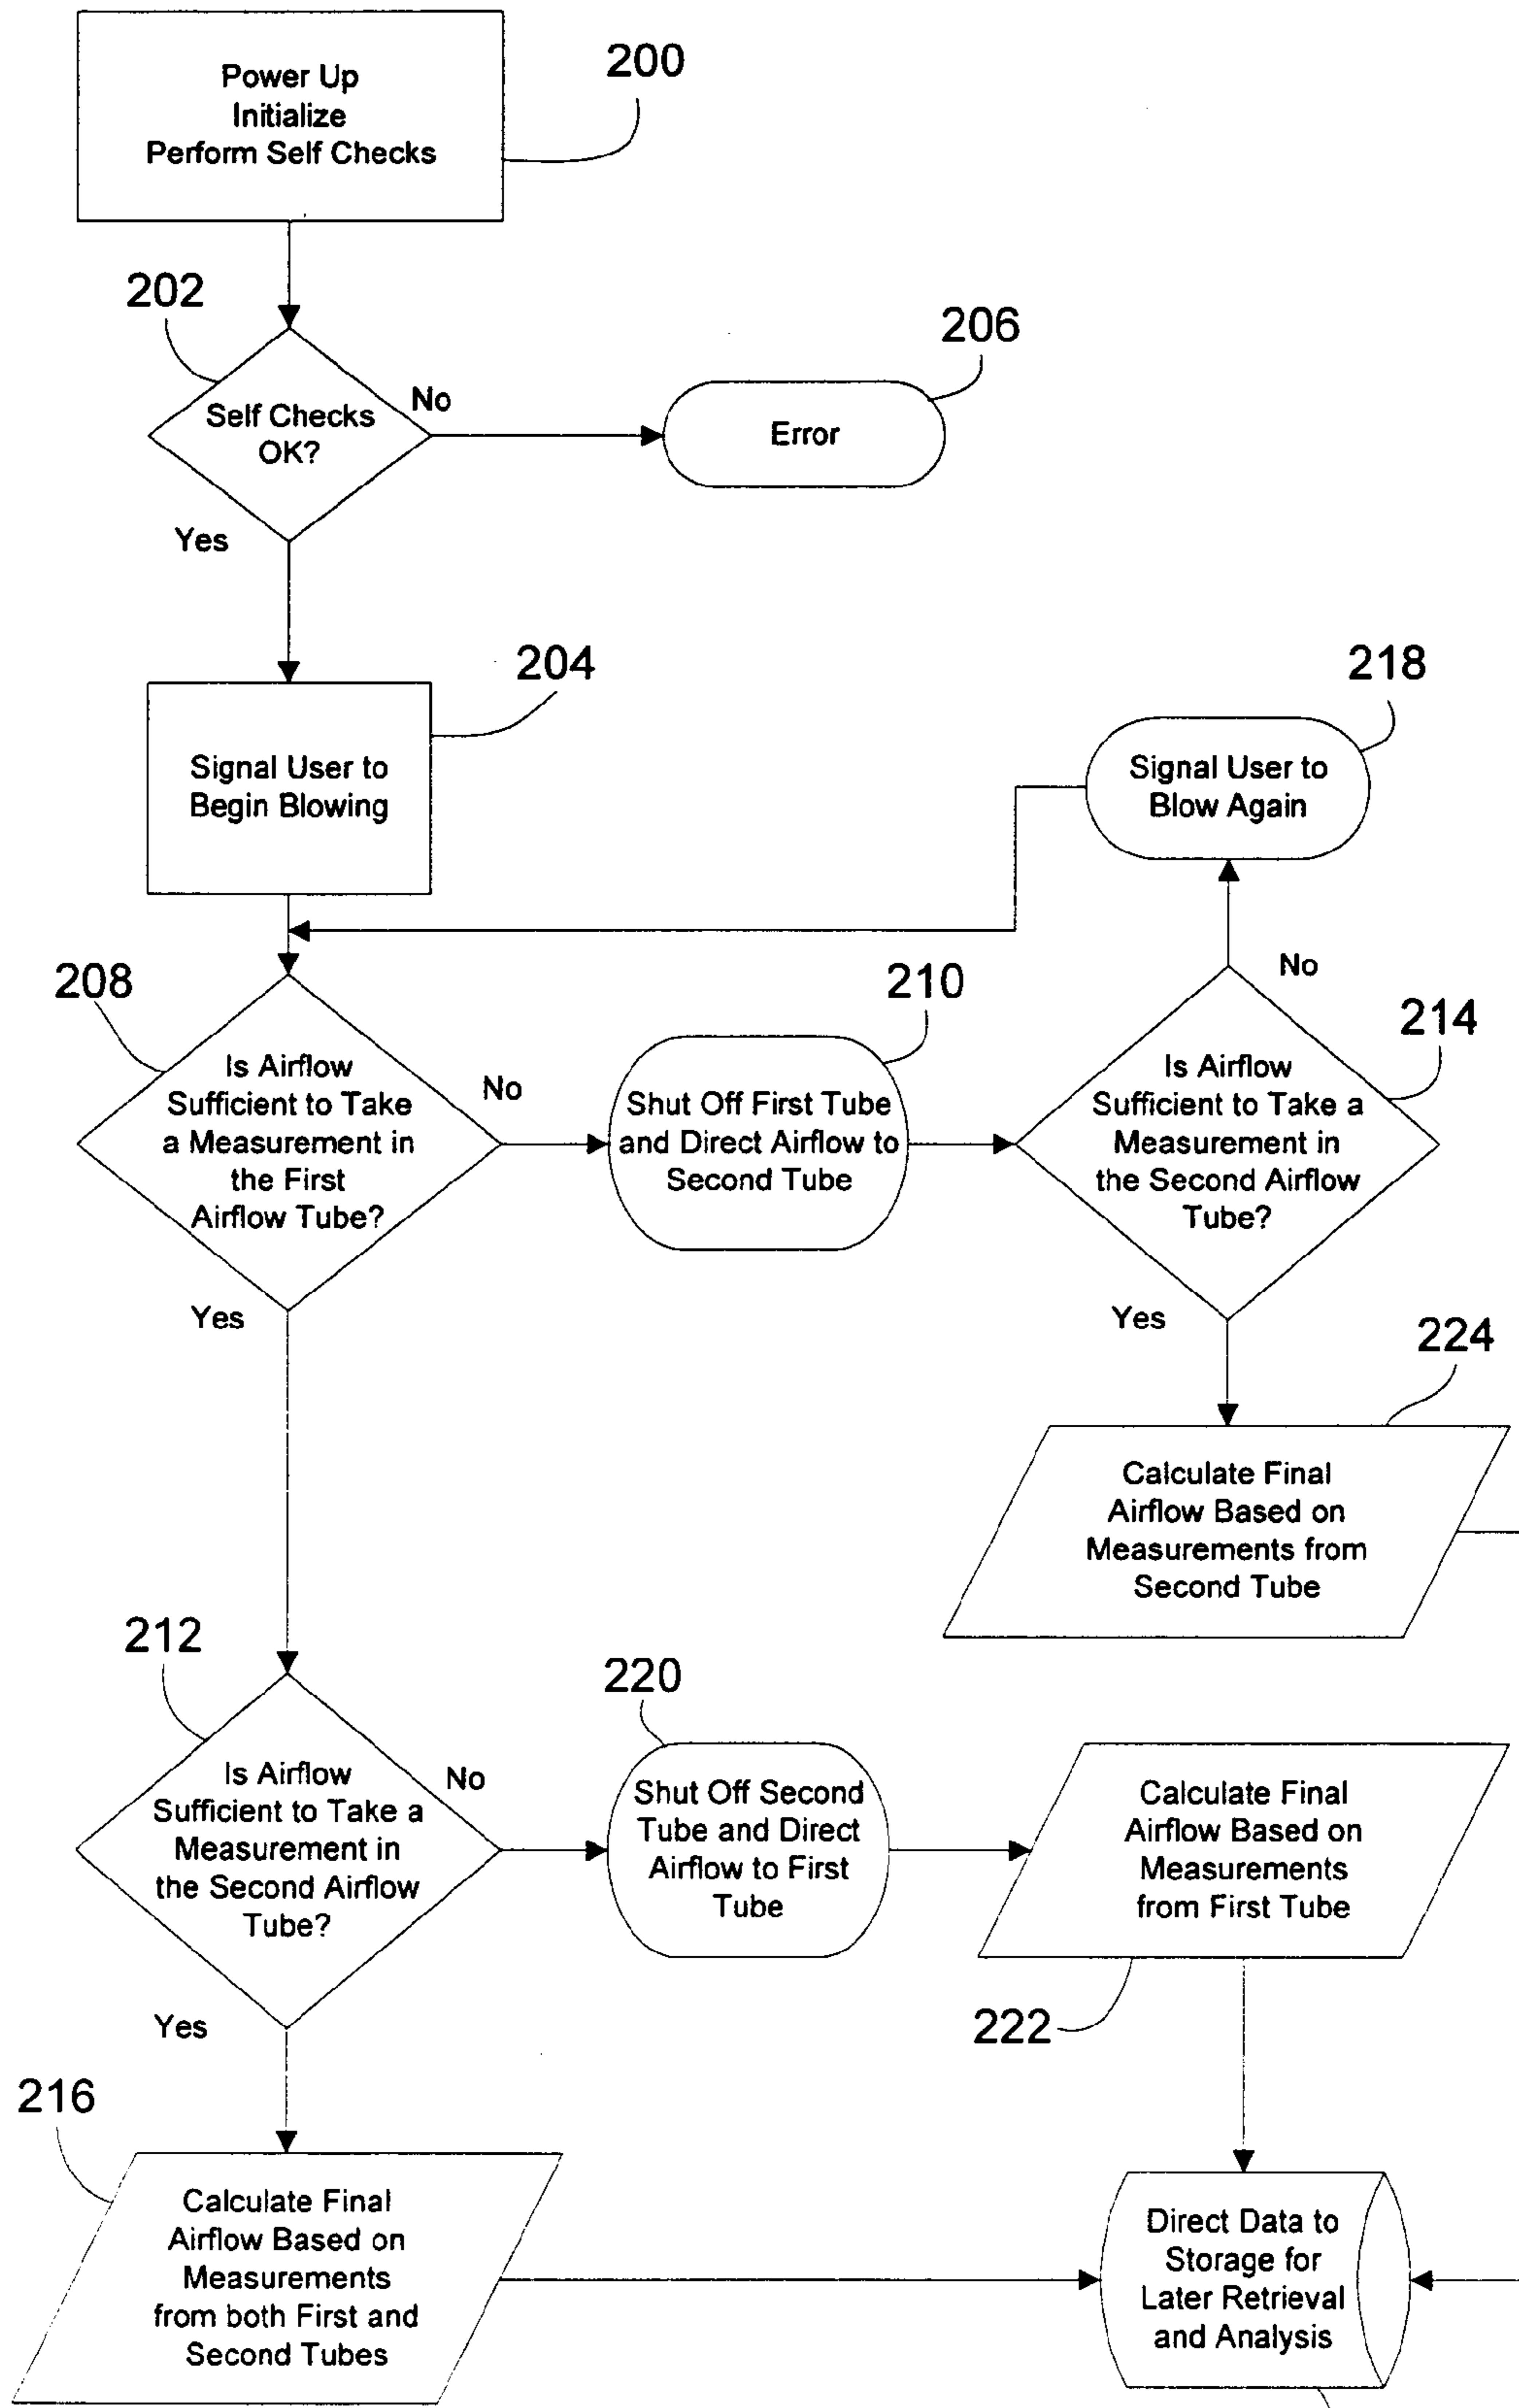 Power Up
Initialize
Perform Self Checks
200
202
Self Checks
OK?
No
206
Error
Yes
204
Signal User to
Begin Blowing
218
Signal User to
Blow Again
208
Is Airflow
Sufficient to Take
a Measurement in
the First
Airflow Tube?
No
210
Shut Off First Tube
and Direct Airflow to
Second Tube
No
214
Is Airflow
Sufficient to Take a
Measurement in
the Second Airflow
Tube?
Yes
Yes
224
Calculate Final
Airflow Based on
Measurements from
Second Tube
212
Is Airflow
Sufficient to Take a
Measurement in
the Second Airflow
Tube?
No
220
Shut Off Second
Tube and Direct
Airflow to First
Tube
Calculate Final
Airflow Based on
Measurements
from First Tube
222
Yes
216
Calculate Final
Airflow Based on
Measurements
from both First and
Second Tubes
Direct Data to
Storage for
Later Retrieval
and Analysis